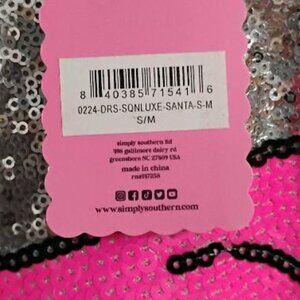 8 40385 71541 6
0224-DRS-SQNLUXE-SANTA-S-M
S/M
simply southern ltd
greensboro NC 27409 USA
made in china
www.simplysouthern.com